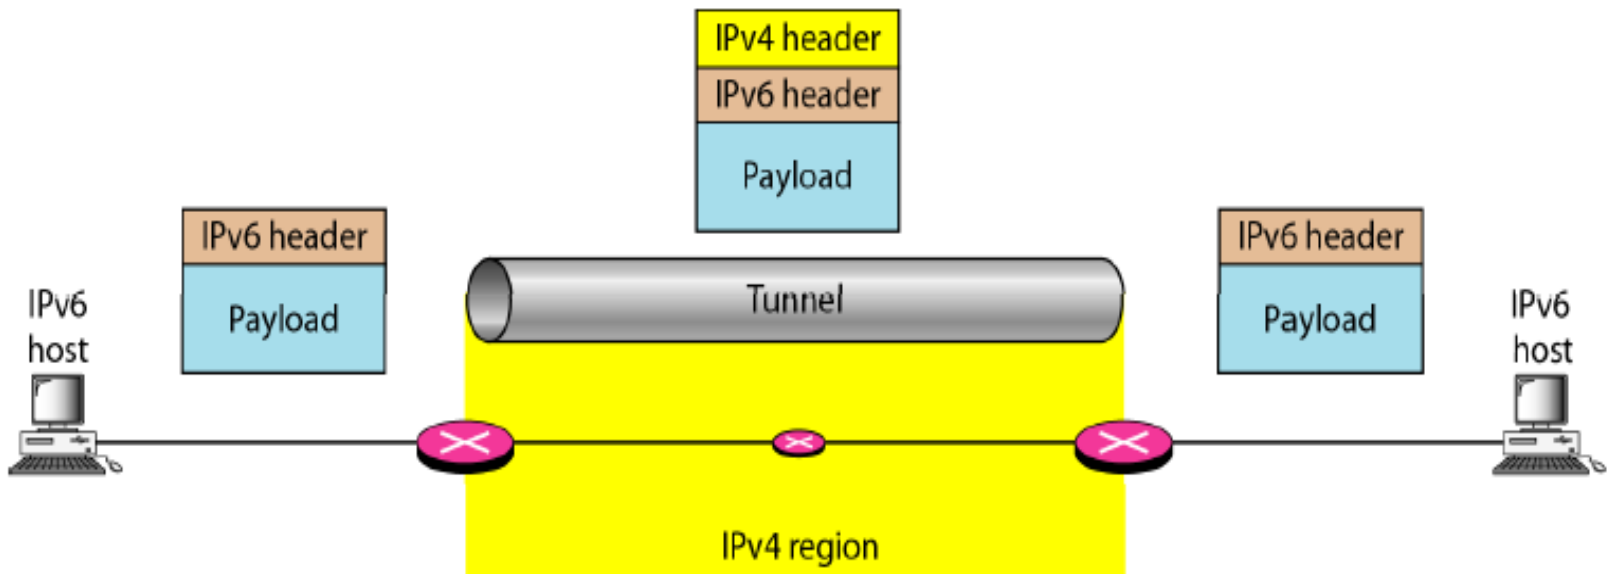 IPv4 header
IPv6 header
Payload
IPv6 header
Payload
IPv6 header
Payload
IPv6
host
Tunnel
IPv6
host
IPv4 region